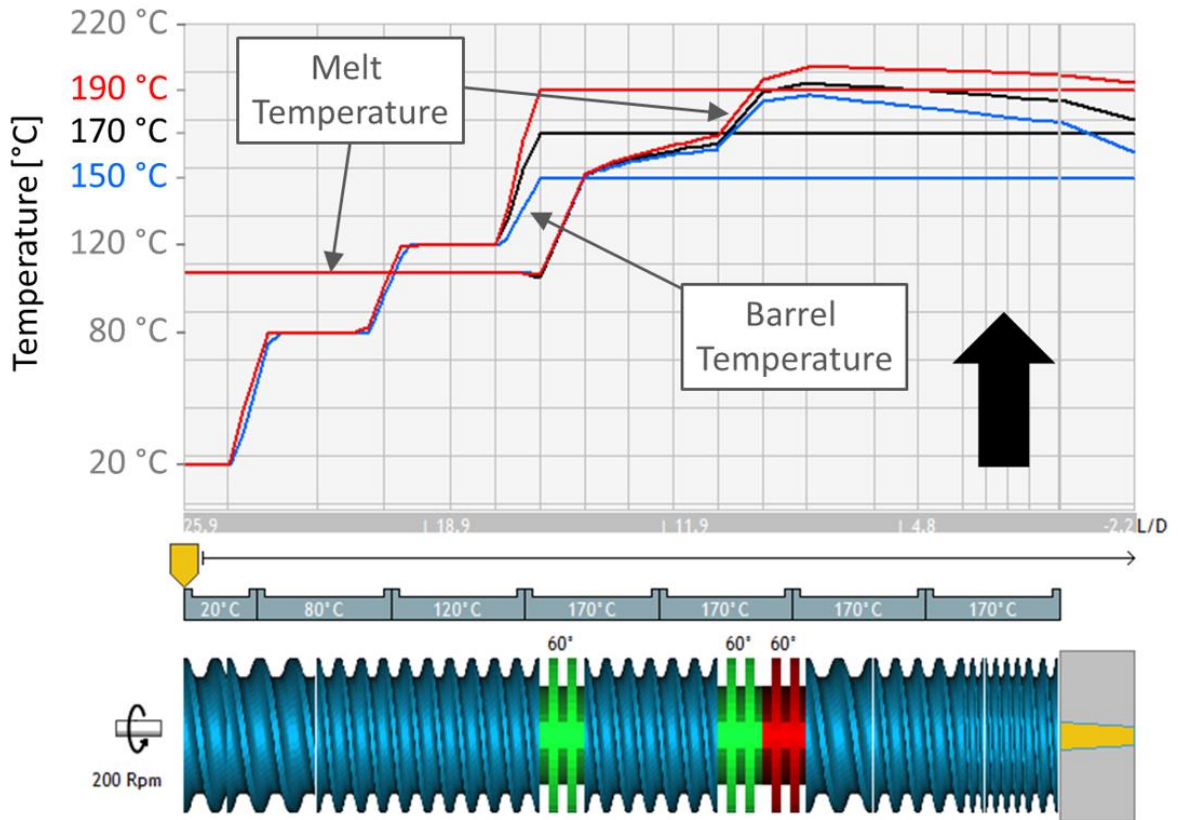 Temperature [°C]
220 °C
190 °C
170 °C
150 °C
120 °C
80 °C
20 °C
Melt
Temperature
Barrel
Temperature
25,9 18,9 11,9 4,8 -2,2 L/D
20°C 80°C 120°C 170°C 170°C 170°C 170°C
60° 60° 60°
200 Rpm